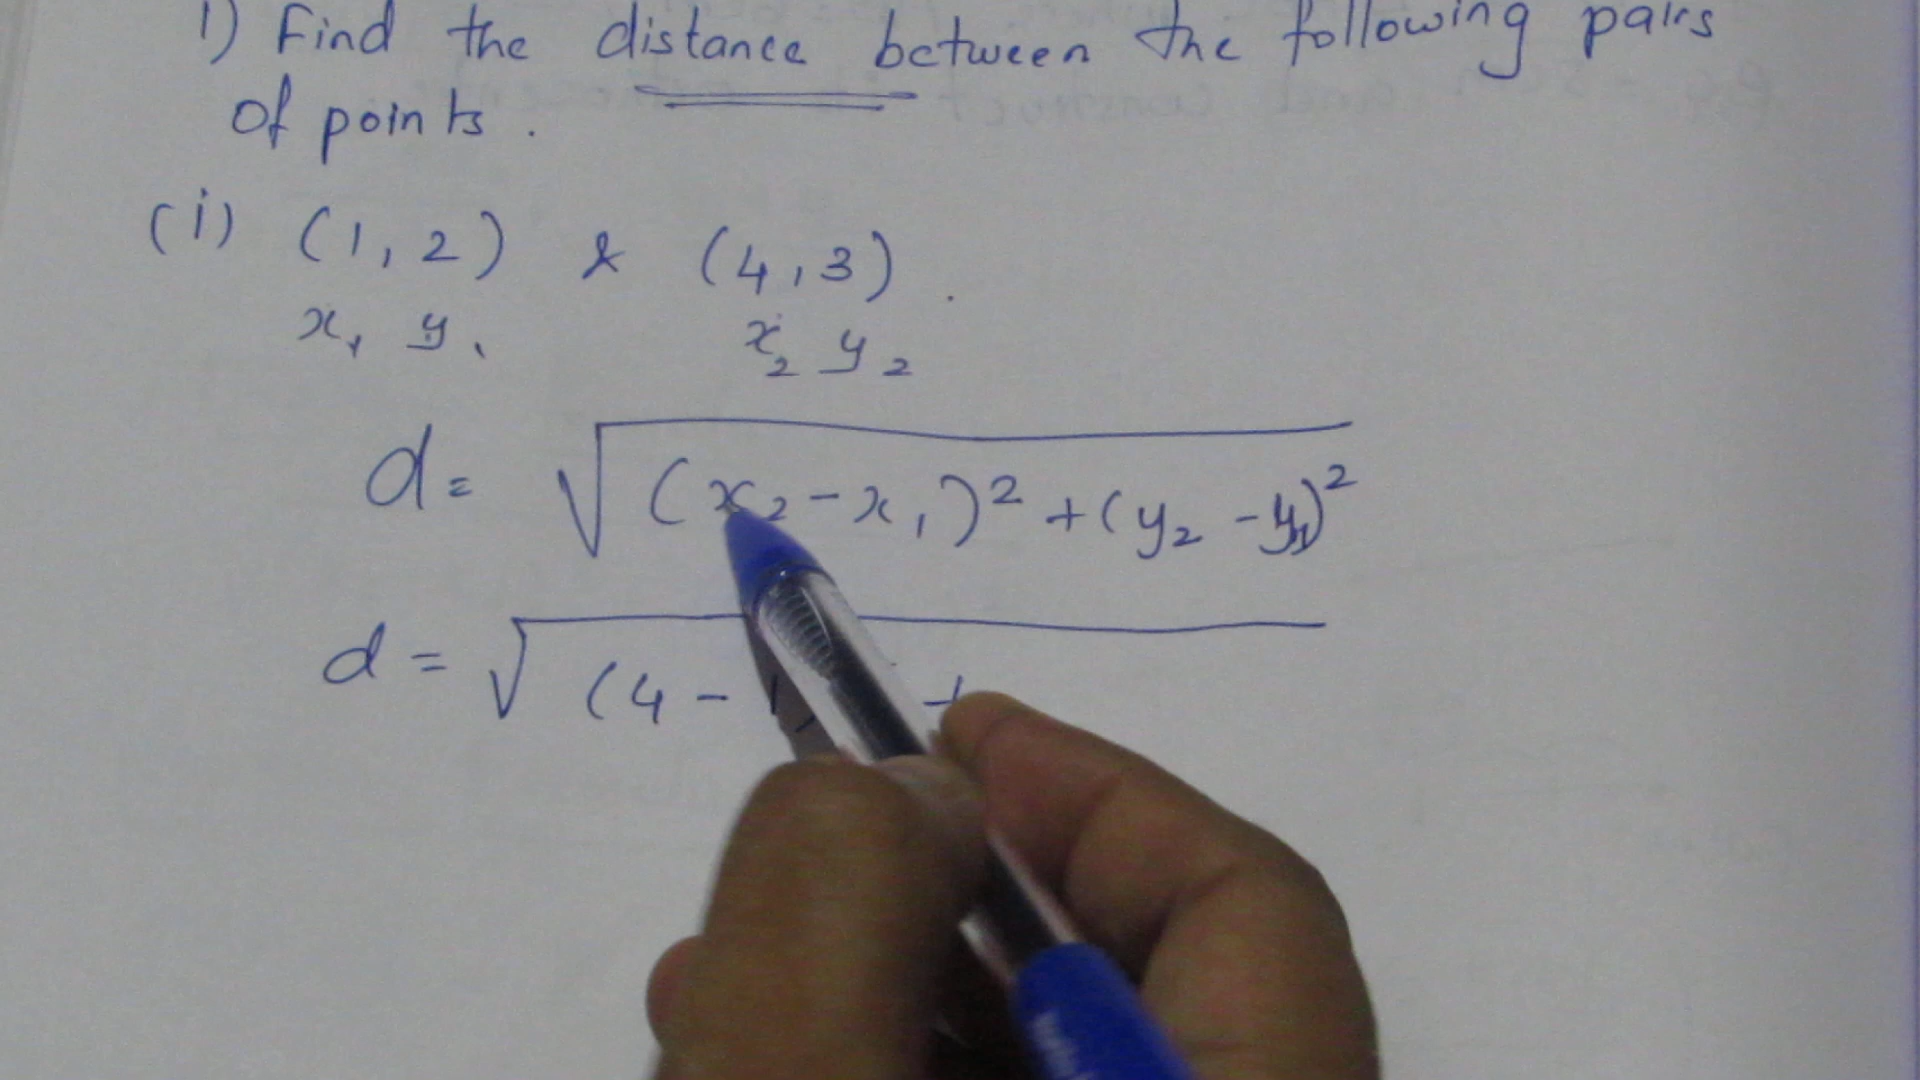 1) Find the distance between the following pairs
of points.
(i) (1, 2) & (4, 3).
x₁ y₁ x₂ y₂
d = √(x₂ - x₁)² + (y₂ - y₁)²
d = √(4 - 1) +